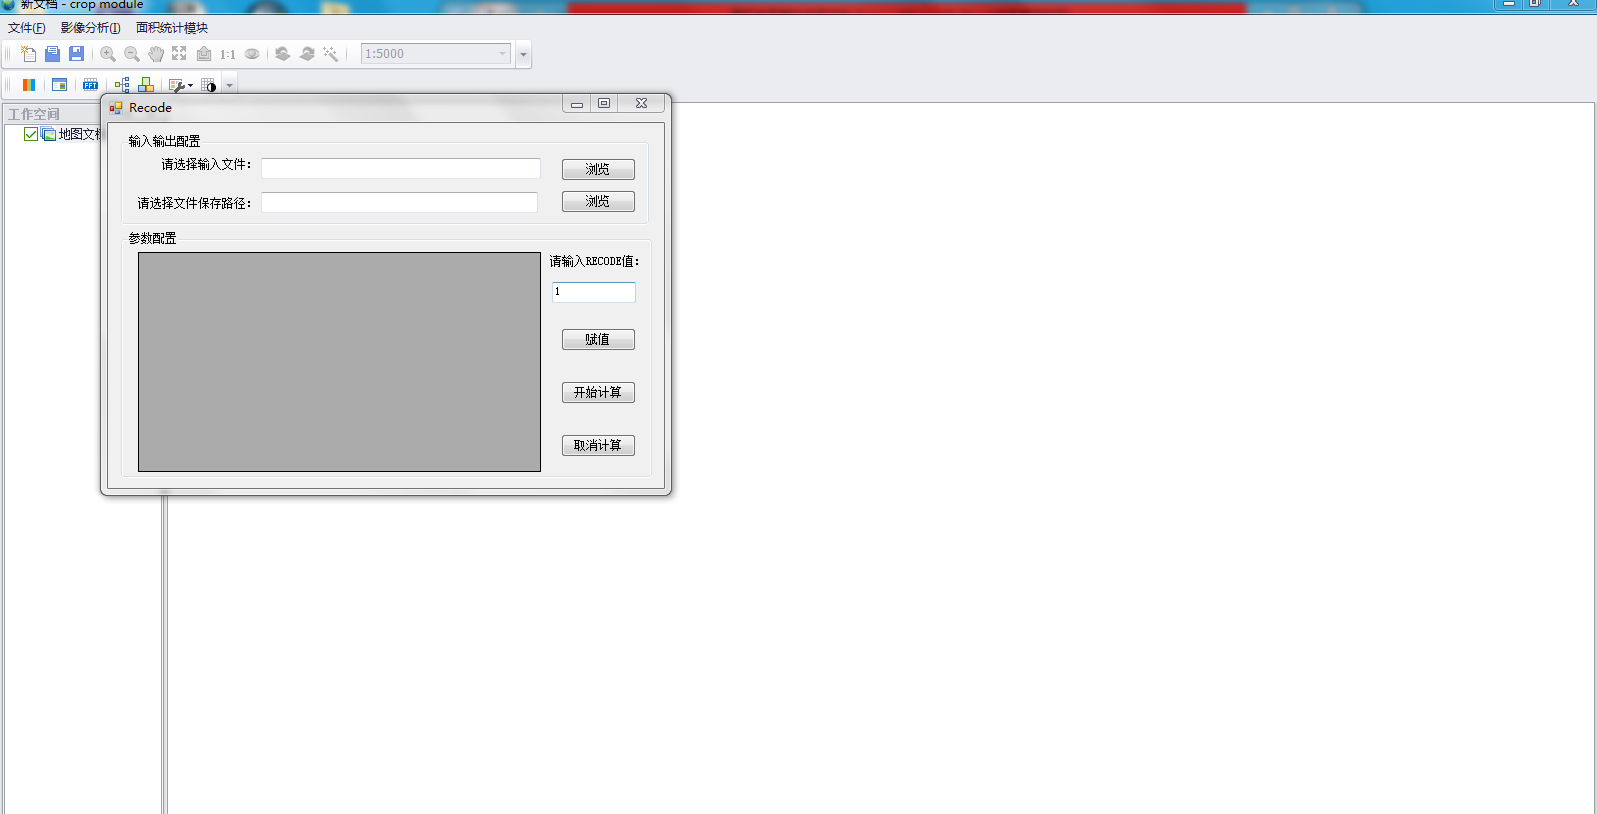 新文档 - crop module
文件(F) 影像分析(I) 面积统计模块
1:1 1:5000
FFT
工作空间
地图文档
Recode
输入输出配置
请选择输入文件: 浏览
请选择文件保存路径: 浏览
参数配置
请输入RECODE值:
1
赋值
开始计算
取消计算